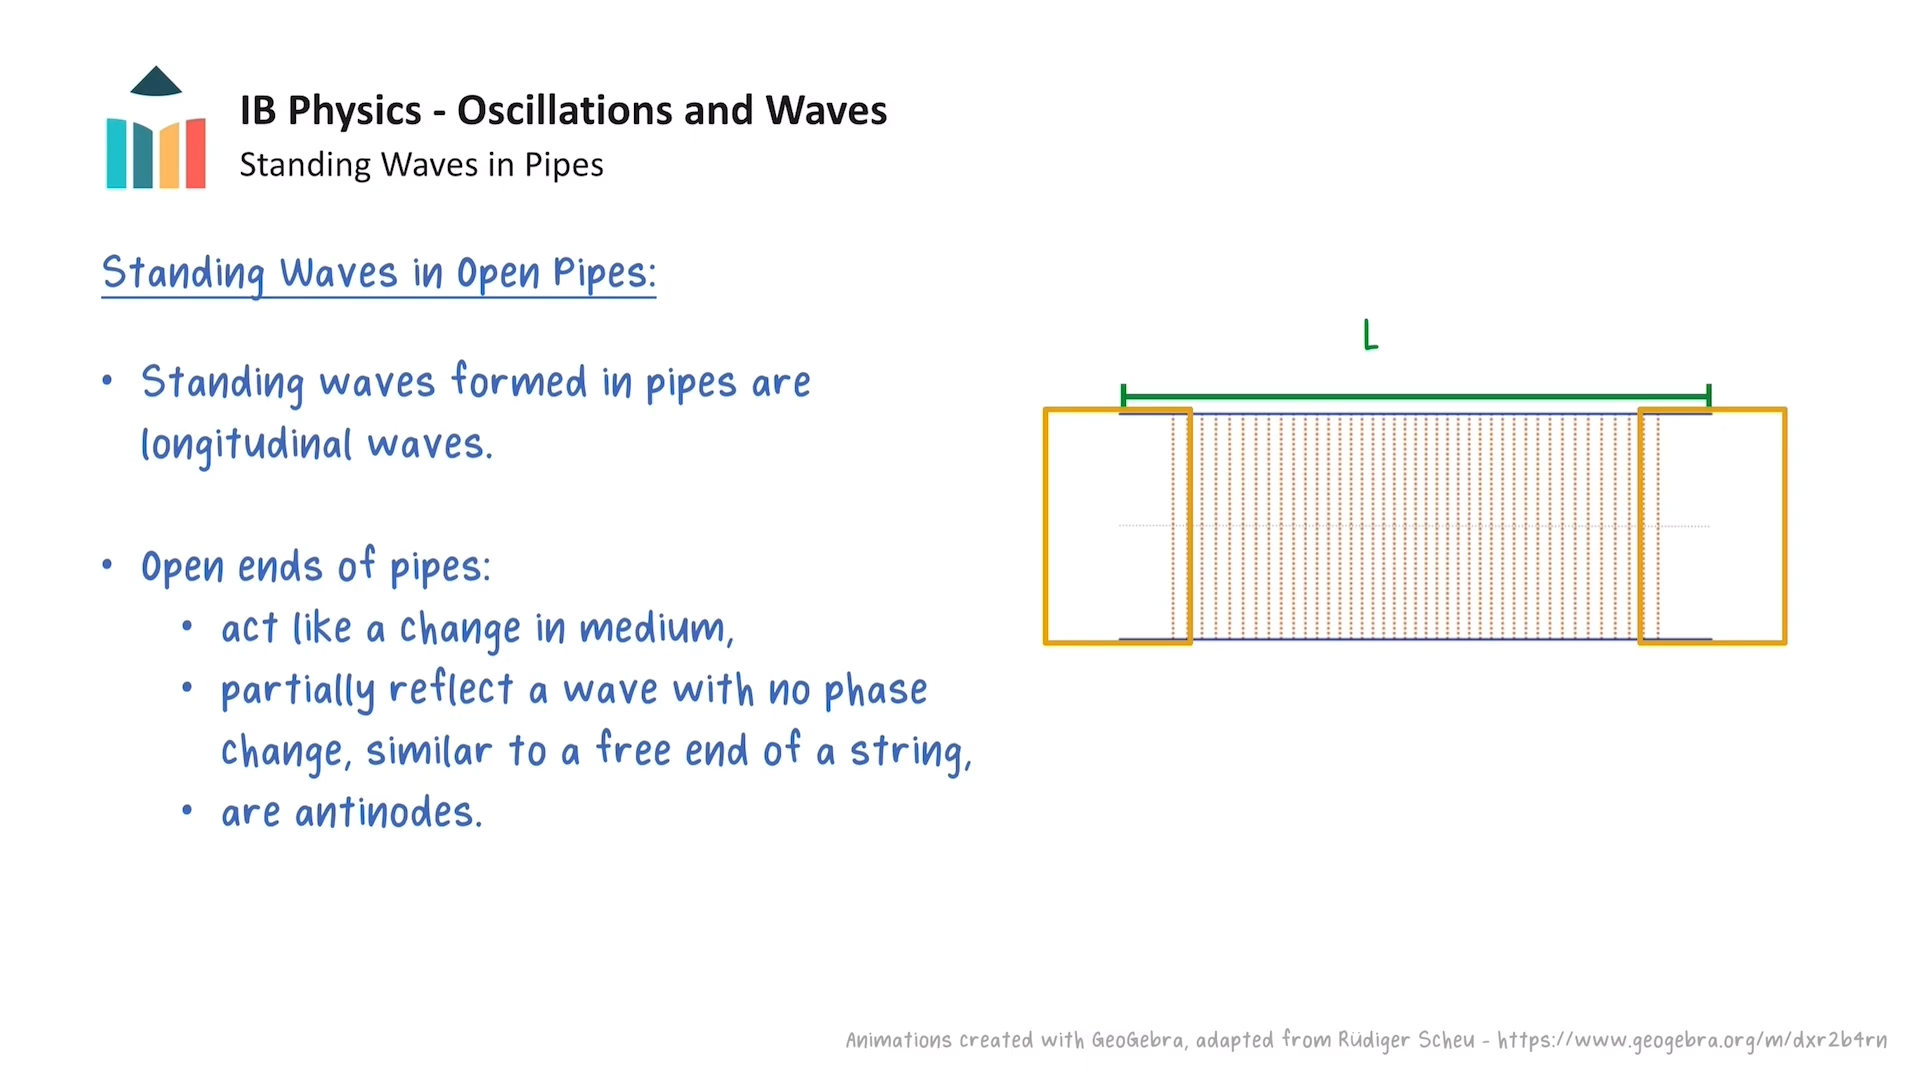 IB Physics - Oscillations and Waves
Standing Waves in Pipes
Standing Waves in Open Pipes:
• Standing waves formed in pipes are
longitudinal waves.
• Open ends of pipes:
• act like a change in medium,
• partially reflect a wave with no phase
change, similar to a free end of a string,
• are antinodes.
L
Animations created with GeoGebra, adapted from Rüdiger Scheu - https://www.geogebra.org/m/dxr2b4rn